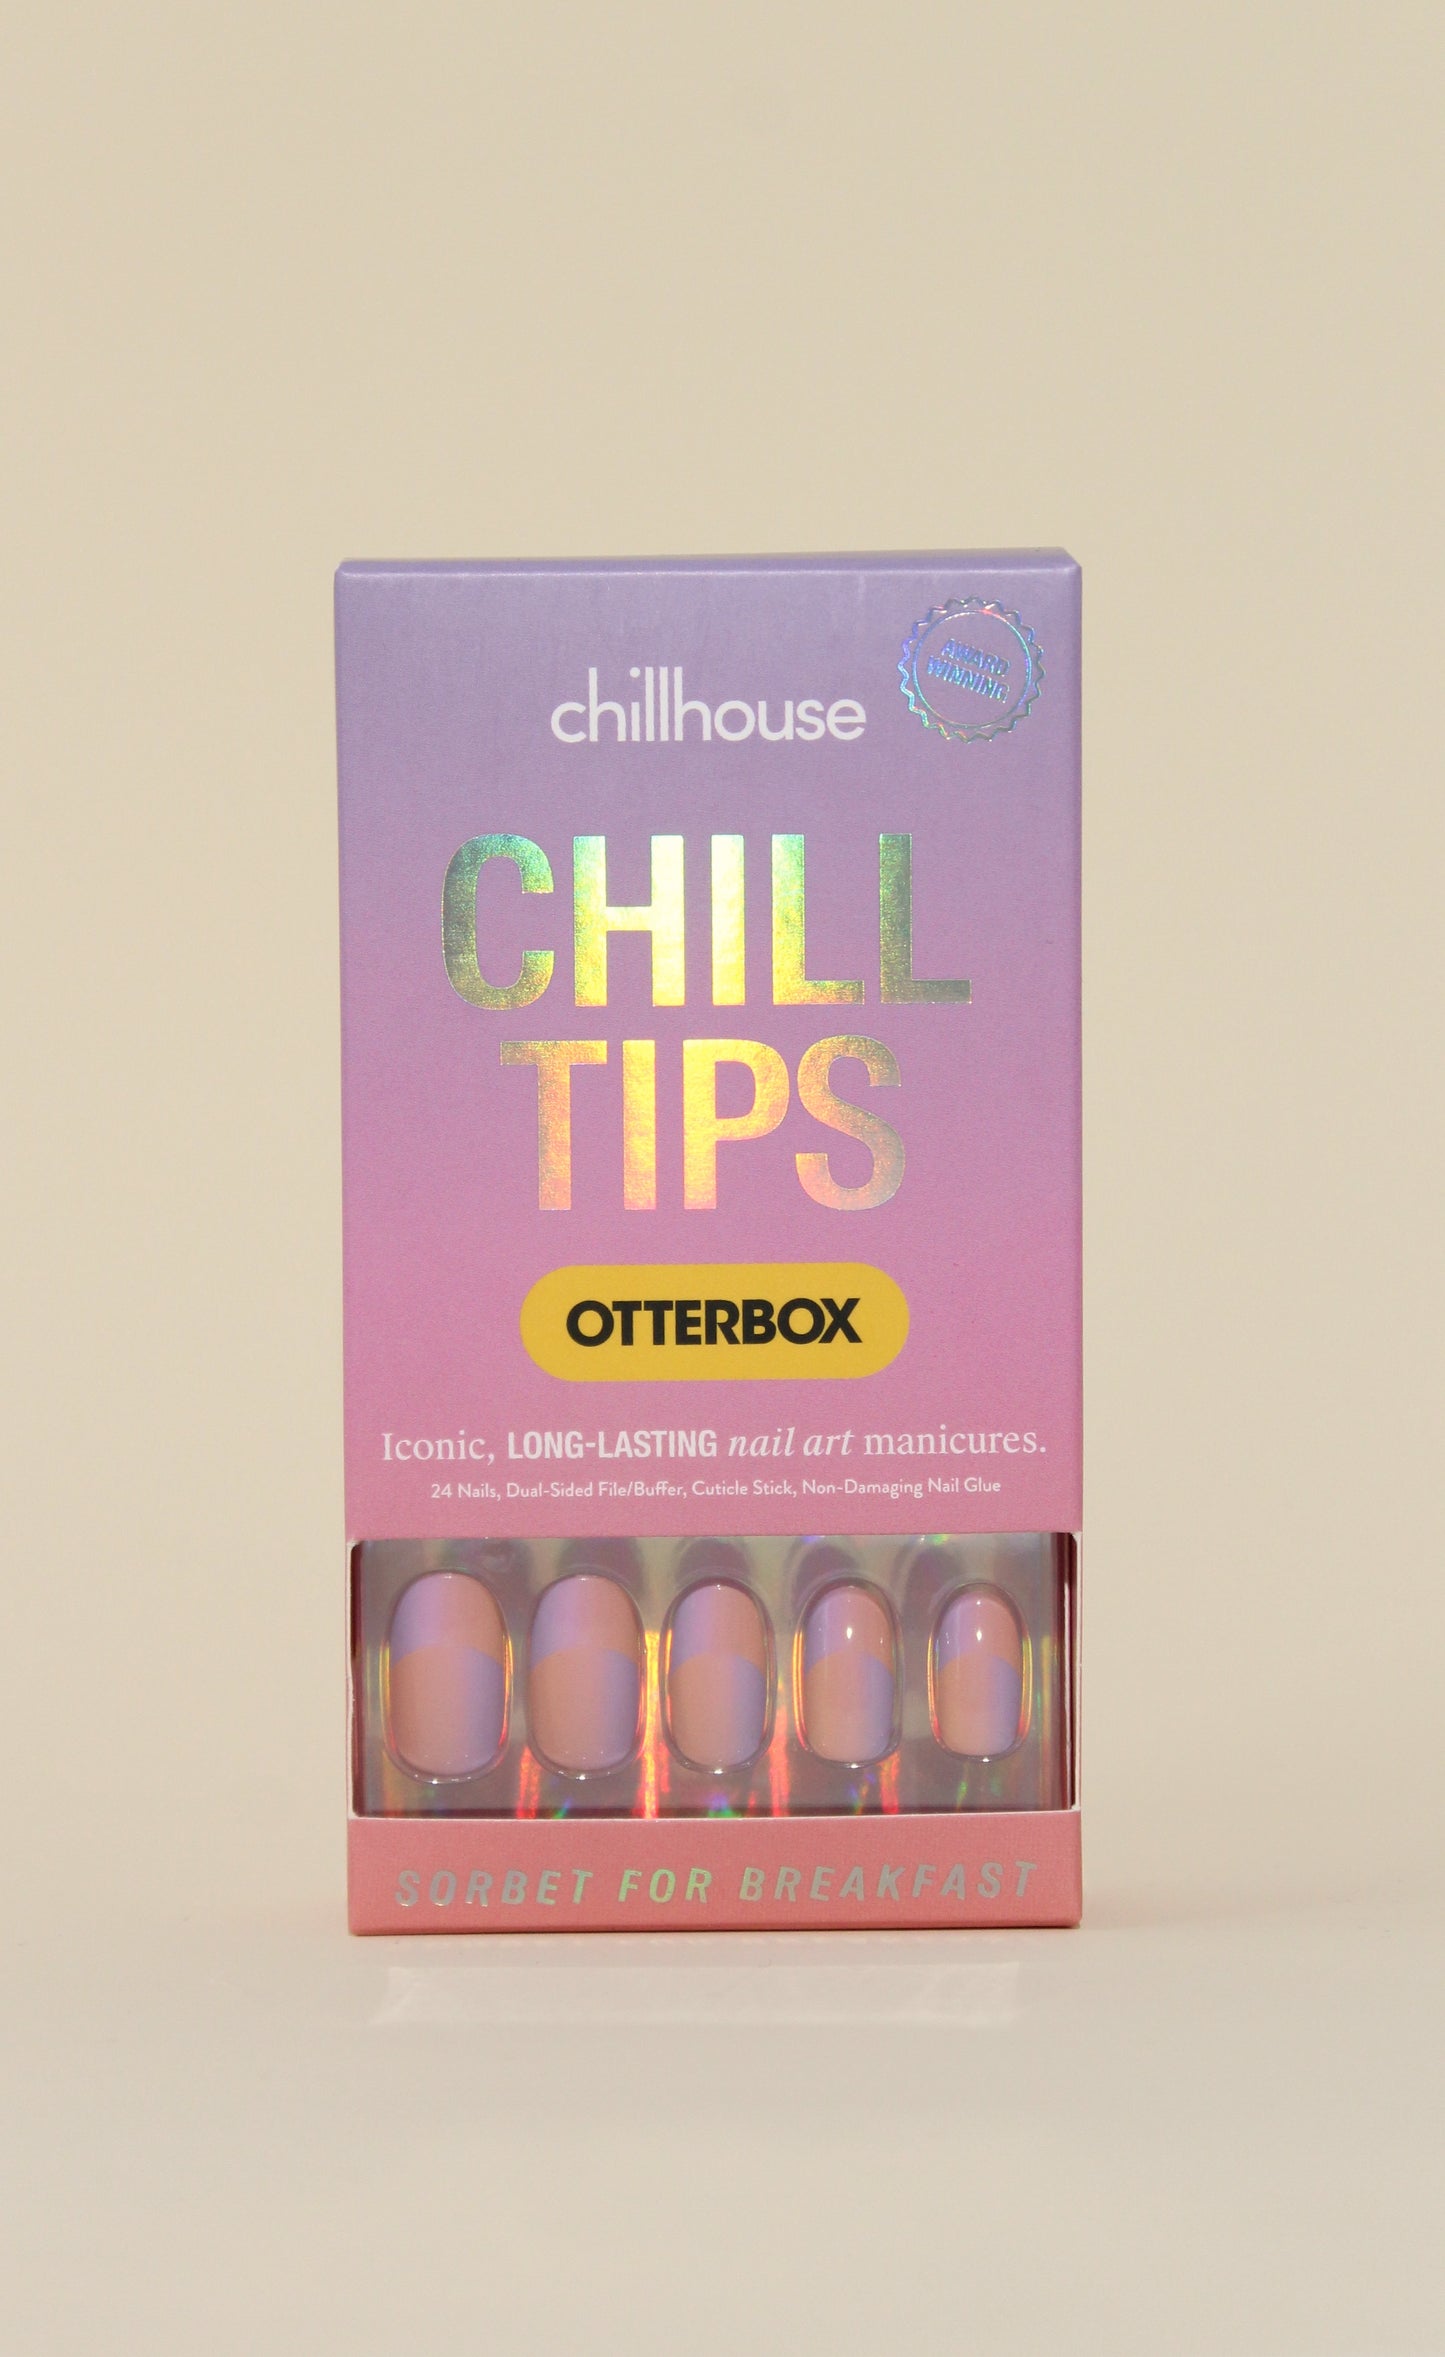 chillhouse
AWARD
WINNING
CHILL
TIPS
OTTERBOX
Iconic, LONG-LASTING nail art manicures.
24 Nails, Dual-Sided File/Buffer, Cuticle Stick, Non-Damaging Nail Glue
SORBET FOR BREAKFAST